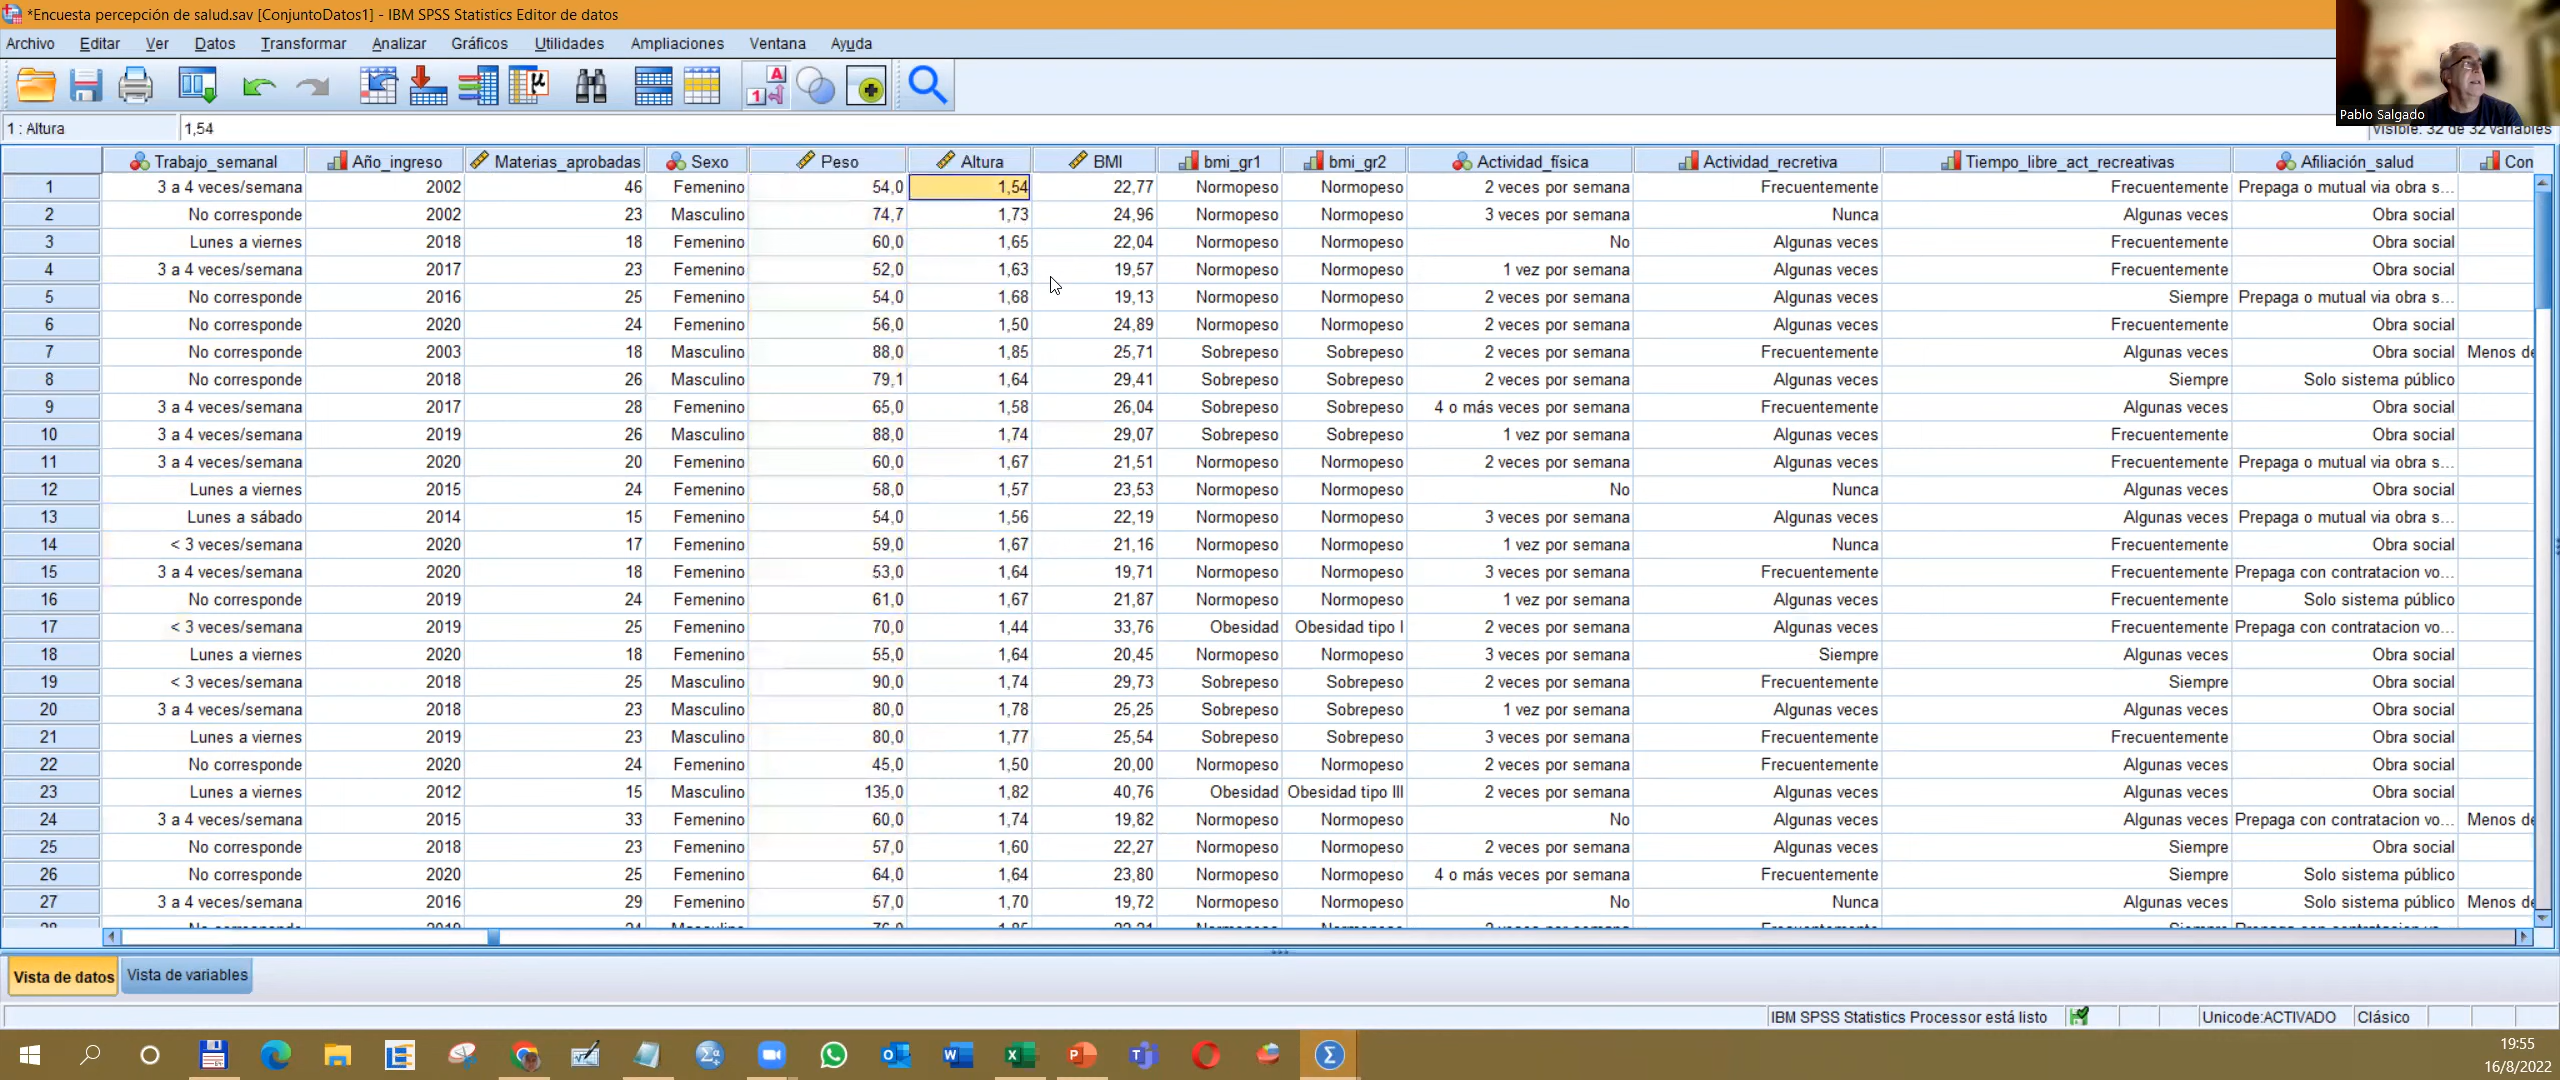 *Encuesta percepción de salud.sav [ConjuntoDatos1] - IBM SPSS Statistics Editor de datos
Archivo Editar Ver Datos Transformar Analizar Gráficos Utilidades Ampliaciones Ventana Ayuda
Pablo Salgado
1 : Altura 1,54
Visible: 32 de 32 variables
Trabajo_semanal Año_ingreso Materias_aprobadas Sexo Peso Altura BMI bmi_gr1 bmi_gr2 Actividad_física Actividad_recretiva Tiempo_libre_act_recreativas Afiliación_salud Con
1 3 a 4 veces/semana 2002 46 Femenino 54,0 1,54 22,77 Normopeso Normopeso 2 veces por semana Frecuentemente Frecuentemente Prepaga o mutual via obra s...
2 No corresponde 2002 23 Masculino 74,7 1,73 24,96 Normopeso Normopeso 3 veces por semana Nunca Algunas veces Obra social
3 Lunes a viernes 2018 18 Femenino 60,0 1,65 22,04 Normopeso Normopeso No Algunas veces Frecuentemente Obra social
4 3 a 4 veces/semana 2017 23 Femenino 52,0 1,63 19,57 Normopeso Normopeso 1 vez por semana Algunas veces Frecuentemente Obra social
5 No corresponde 2016 25 Femenino 54,0 1,68 19,13 Normopeso Normopeso 2 veces por semana Algunas veces Siempre Prepaga o mutual via obra s...
6 No corresponde 2020 24 Femenino 56,0 1,50 24,89 Normopeso Normopeso 2 veces por semana Algunas veces Frecuentemente Obra social
7 No corresponde 2003 18 Masculino 88,0 1,85 25,71 Sobrepeso Sobrepeso 2 veces por semana Frecuentemente Algunas veces Obra social Menos de
8 No corresponde 2018 26 Masculino 79,1 1,64 29,41 Sobrepeso Sobrepeso 2 veces por semana Algunas veces Siempre Solo sistema público
9 3 a 4 veces/semana 2017 28 Femenino 65,0 1,58 26,04 Sobrepeso Sobrepeso 4 o más veces por semana Frecuentemente Algunas veces Obra social
10 3 a 4 veces/semana 2019 26 Masculino 88,0 1,74 29,07 Sobrepeso Sobrepeso 1 vez por semana Algunas veces Frecuentemente Obra social
11 3 a 4 veces/semana 2020 20 Femenino 60,0 1,67 21,51 Normopeso Normopeso 2 veces por semana Algunas veces Frecuentemente Prepaga o mutual via obra s...
12 Lunes a viernes 2015 24 Femenino 58,0 1,57 23,53 Normopeso Normopeso No Nunca Algunas veces Obra social
13 Lunes a sábado 2014 15 Femenino 54,0 1,56 22,19 Normopeso Normopeso 3 veces por semana Algunas veces Algunas veces Prepaga o mutual via obra s...
14 < 3 veces/semana 2020 17 Femenino 59,0 1,67 21,16 Normopeso Normopeso 1 vez por semana Nunca Frecuentemente Obra social
15 3 a 4 veces/semana 2020 18 Femenino 53,0 1,64 19,71 Normopeso Normopeso 3 veces por semana Frecuentemente Frecuentemente Prepaga con contratacion vo...
16 No corresponde 2019 24 Femenino 61,0 1,67 21,87 Normopeso Normopeso 1 vez por semana Algunas veces Frecuentemente Solo sistema público
17 < 3 veces/semana 2019 25 Femenino 70,0 1,44 33,76 Obesidad Obesidad tipo I 2 veces por semana Algunas veces Frecuentemente Prepaga con contratacion vo...
18 Lunes a viernes 2020 18 Femenino 55,0 1,64 20,45 Normopeso Normopeso 3 veces por semana Siempre Algunas veces Obra social
19 < 3 veces/semana 2018 25 Masculino 90,0 1,74 29,73 Sobrepeso Sobrepeso 2 veces por semana Frecuentemente Siempre Obra social
20 3 a 4 veces/semana 2018 23 Masculino 80,0 1,78 25,25 Sobrepeso Sobrepeso 1 vez por semana Algunas veces Algunas veces Obra social
21 Lunes a viernes 2019 23 Masculino 80,0 1,77 25,54 Sobrepeso Sobrepeso 3 veces por semana Frecuentemente Frecuentemente Obra social
22 No corresponde 2020 24 Femenino 45,0 1,50 20,00 Normopeso Normopeso 2 veces por semana Frecuentemente Algunas veces Obra social
23 Lunes a viernes 2012 15 Masculino 135,0 1,82 40,76 Obesidad Obesidad tipo III 2 veces por semana Algunas veces Algunas veces Obra social
24 3 a 4 veces/semana 2015 33 Femenino 60,0 1,74 19,82 Normopeso Normopeso No Algunas veces Algunas veces Prepaga con contratacion vo... Menos de
25 No corresponde 2018 23 Femenino 57,0 1,60 22,27 Normopeso Normopeso 2 veces por semana Algunas veces Siempre Obra social
26 No corresponde 2020 25 Femenino 64,0 1,64 23,80 Normopeso Normopeso 4 o más veces por semana Frecuentemente Siempre Solo sistema público
27 3 a 4 veces/semana 2016 29 Femenino 57,0 1,70 19,72 Normopeso Normopeso No Nunca Algunas veces Solo sistema público Menos de
Vista de datos Vista de variables
IBM SPSS Statistics Processor está listo Unicode:ACTIVADO Clásico
19:55
16/8/2022